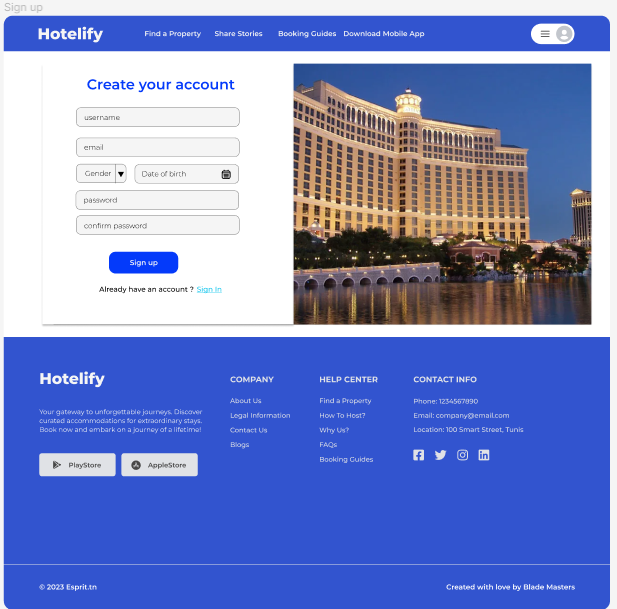 Sign up
Hotelify
Find a Property Share Stories Booking Guides Download Mobile App
Create your account
username
email
Gender Date of birth
password
confirm password
Sign up
Already have an account ? Sign In
Hotelify
Your gateway to unforgettable journeys. Discover
curated accommodations for extraordinary stays.
Book now and embark on a journey of a lifetime!
PlayStore AppleStore
COMPANY
About Us
Legal Information
Contact Us
Blogs
HELP CENTER
Find a Property
How To Host?
Why Us?
FAQs
Booking Guides
CONTACT INFO
Phone: 1234567890
Email: company@email.com
Location: 100 Smart Street, Tunis
© 2023 Esprit.tn
Created with love by Blade Masters